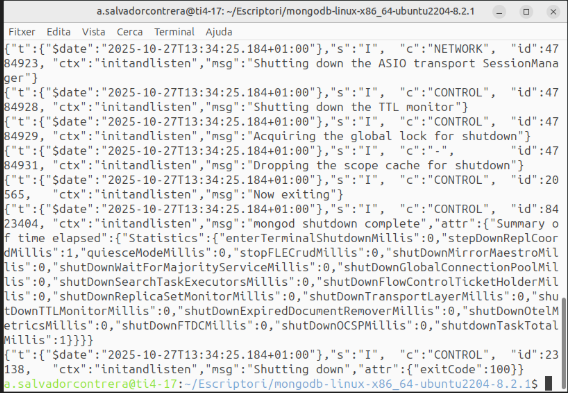 a.salvadorcontrera@ti4-17: ~/Escriptori/mongodb-linux-x86_64-ubuntu2204-8.2.1
Fitxer Edita Vista Cerca Terminal Ajuda
{"t":{"$date":"2025-10-27T13:34:25.184+01:00"},"s":"I",  "c":"NETWORK",  "id":478
4923, "ctx":"initandlisten","msg":"Shutting down the ASIO transport SessionMana
ger"}
{"t":{"$date":"2025-10-27T13:34:25.184+01:00"},"s":"I",  "c":"CONTROL",  "id":47
84928, "ctx":"initandlisten","msg":"Shutting down the TTL monitor"}
{"t":{"$date":"2025-10-27T13:34:25.184+01:00"},"s":"I",  "c":"CONTROL",  "id":47
84929, "ctx":"initandlisten","msg":"Acquiring the global lock for shutdown"}
{"t":{"$date":"2025-10-27T13:34:25.184+01:00"},"s":"I",  "c":"-",        "id":47
84931, "ctx":"initandlisten","msg":"Dropping the scope cache for shutdown"}
{"t":{"$date":"2025-10-27T13:34:25.184+01:00"},"s":"I",  "c":"CONTROL",  "id":20
565,   "ctx":"initandlisten","msg":"Now exiting"}
{"t":{"$date":"2025-10-27T13:34:25.184+01:00"},"s":"I",  "c":"CONTROL",  "id":84
23404, "ctx":"initandlisten","msg":"mongod shutdown complete","attr":{"Summary o
f time elapsed":{"Statistics":{"enterTerminalShutdownMillis":0,"stepDownReplCoor
dMillis":1,"quiesceModeMillis":0,"stopFLECrudMillis":0,"shutDownMirrorMaestroMil
lis":0,"shutDownWaitForMajorityServiceMillis":0,"shutDownGlobalConnectionPoolMil
lis":0,"shutDownSearchTaskExecutorsMillis":0,"shutDownFlowControlTicketHolderMil
lis":0,"shutDownReplicaSetMonitorMillis":0,"shutDownTransportLayerMillis":0,"shu
tDownTTLMonitorMillis":0,"shutDownExpiredDocumentRemoverMillis":0,"shutDownOtelM
etricsMillis":0,"shutDownFTDCMillis":0,"shutDownOCSPMillis":0,"shutdownTaskTotal
Millis":1}}}}
{"t":{"$date":"2025-10-27T13:34:25.184+01:00"},"s":"I",  "c":"CONTROL",  "id":23
138,   "ctx":"initandlisten","msg":"Shutting down","attr":{"exitCode":100}}
a.salvadorcontrera@ti4-17:~/Escriptori/mongodb-linux-x86_64-ubuntu2204-8.2.1$